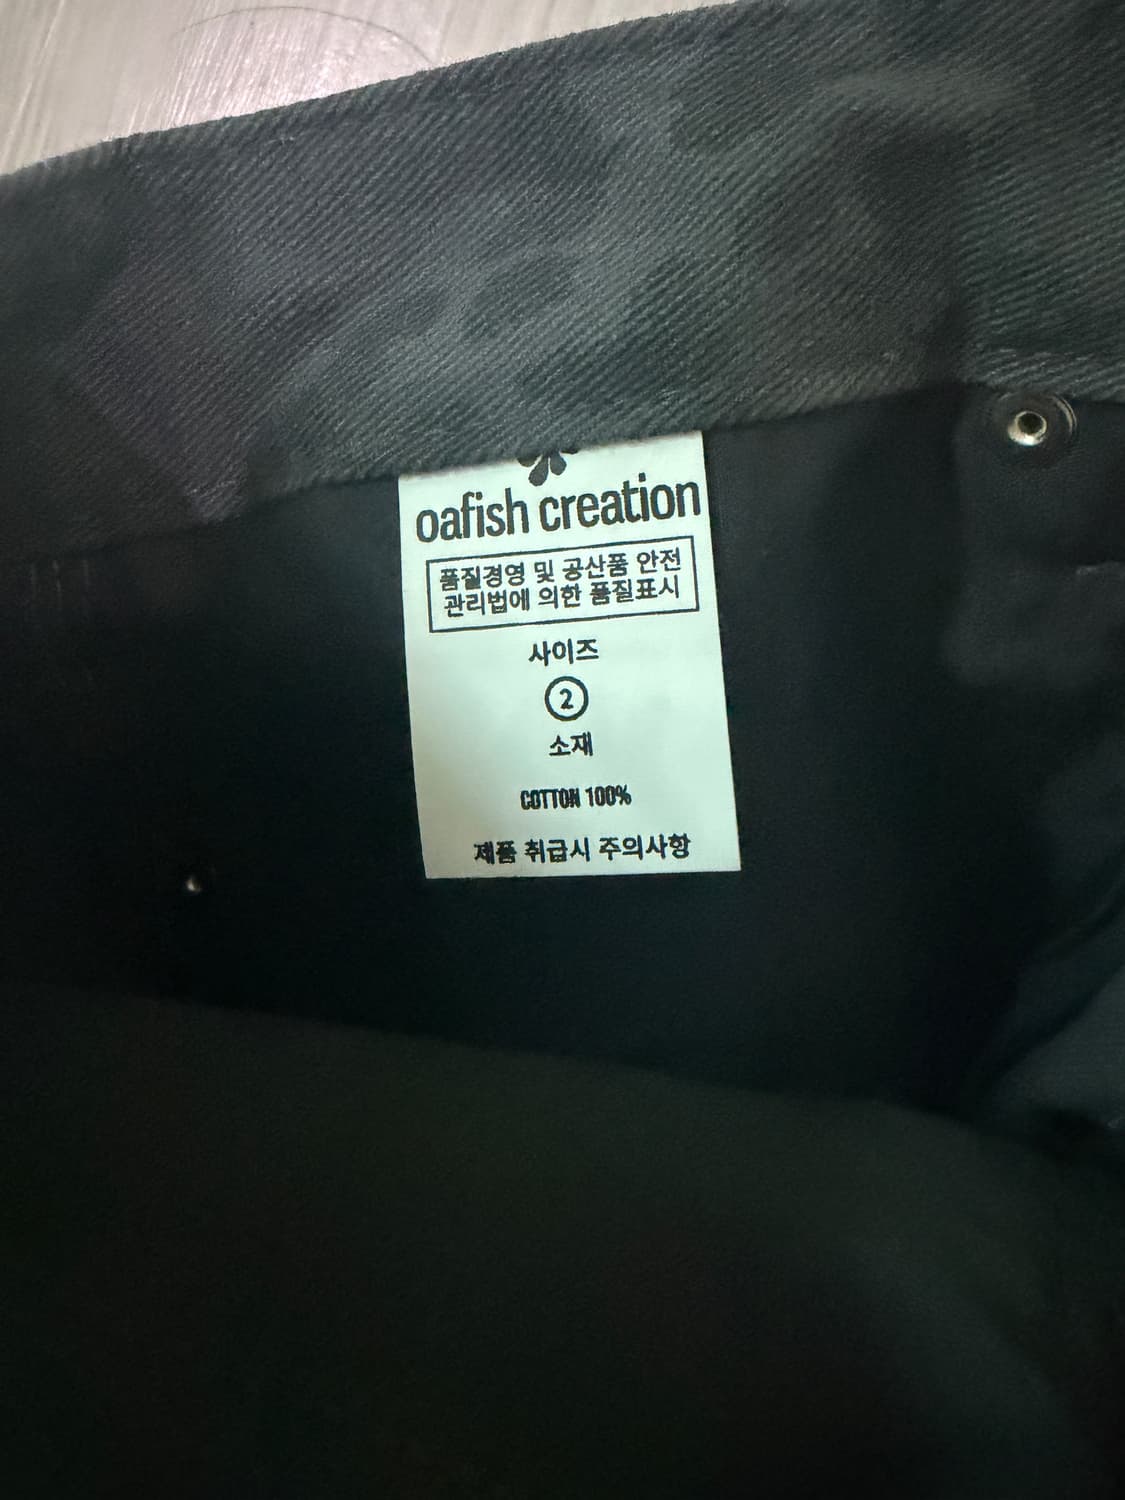 oafish creation
품질경영 및 공산품 안전
관리법에 의한 품질표시
사이즈
2
소재
COTTON 100%
제품 취급시 주의사항